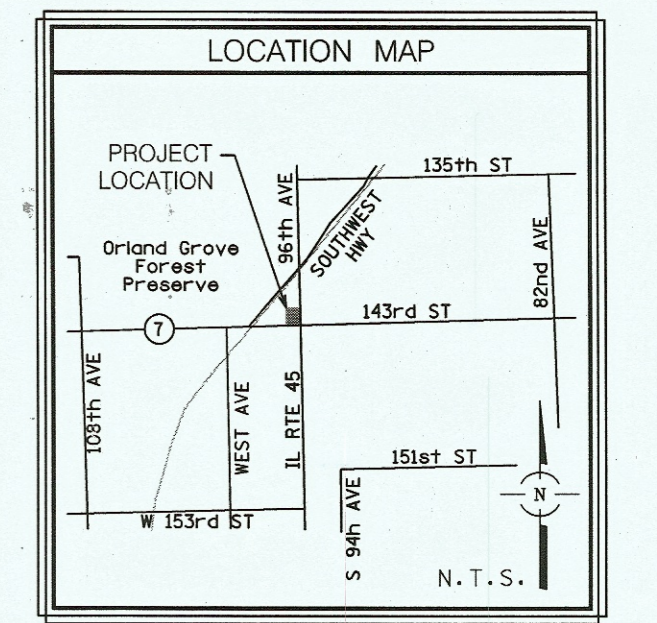 LOCATION MAP
PROJECT
LOCATION
135th ST
96th AVE
SOUTHWEST
HWY
82nd AVE
Orland Grove
Forest
Preserve
7
143rd ST
108th AVE
WEST AVE
IL RTE 45
151st ST
W 153rd ST
S 94h AVE
N
N.T.S.